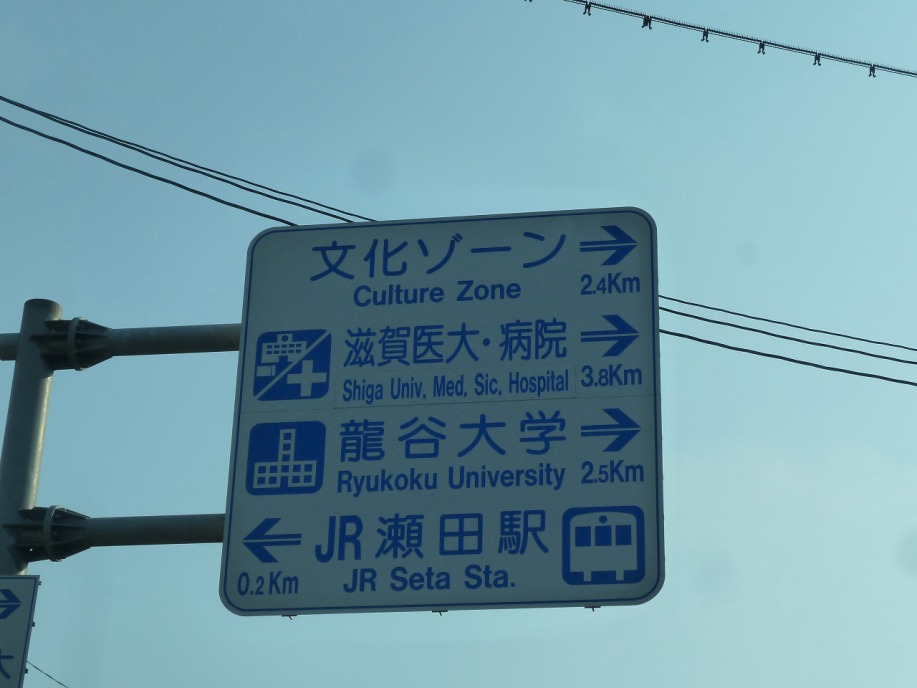 文化ゾーン
Culture Zone
2.4Km
滋賀医大・病院
Shiga Univ. Med. Sic. Hospital
3.8Km
龍谷大学
Ryukoku University
2.5Km
JR瀬田駅
JR Seta Sta.
0.2Km
大